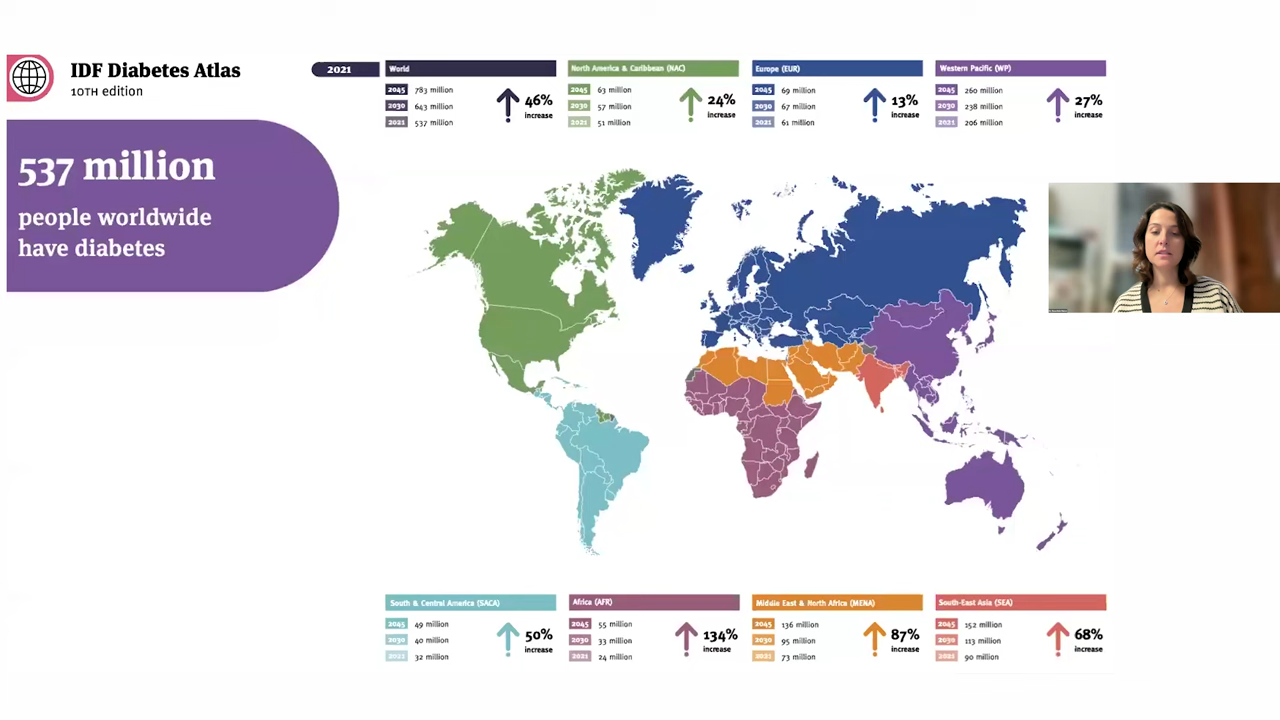 IDF Diabetes Atlas
10TH edition
537 million
people worldwide
have diabetes
2021
World
2045 783 million
2030 643 million
2021 537 million
46%
increase
North America & Caribbean (NAC)
2045 63 million
2030 57 million
2021 51 million
24%
increase
Europe (EUR)
2045 69 million
2030 67 million
2021 61 million
13%
increase
Western Pacific (WP)
2045 260 million
2030 238 million
2021 206 million
27%
increase
South & Central America (SACA)
2045 49 million
2030 40 million
2021 32 million
50%
increase
Africa (AFR)
2045 55 million
2030 33 million
2021 24 million
134%
increase
Middle East & North Africa (MENA)
2045 136 million
2030 95 million
2021 73 million
87%
increase
South-East Asia (SEA)
2045 152 million
2030 113 million
2021 90 million
68%
increase